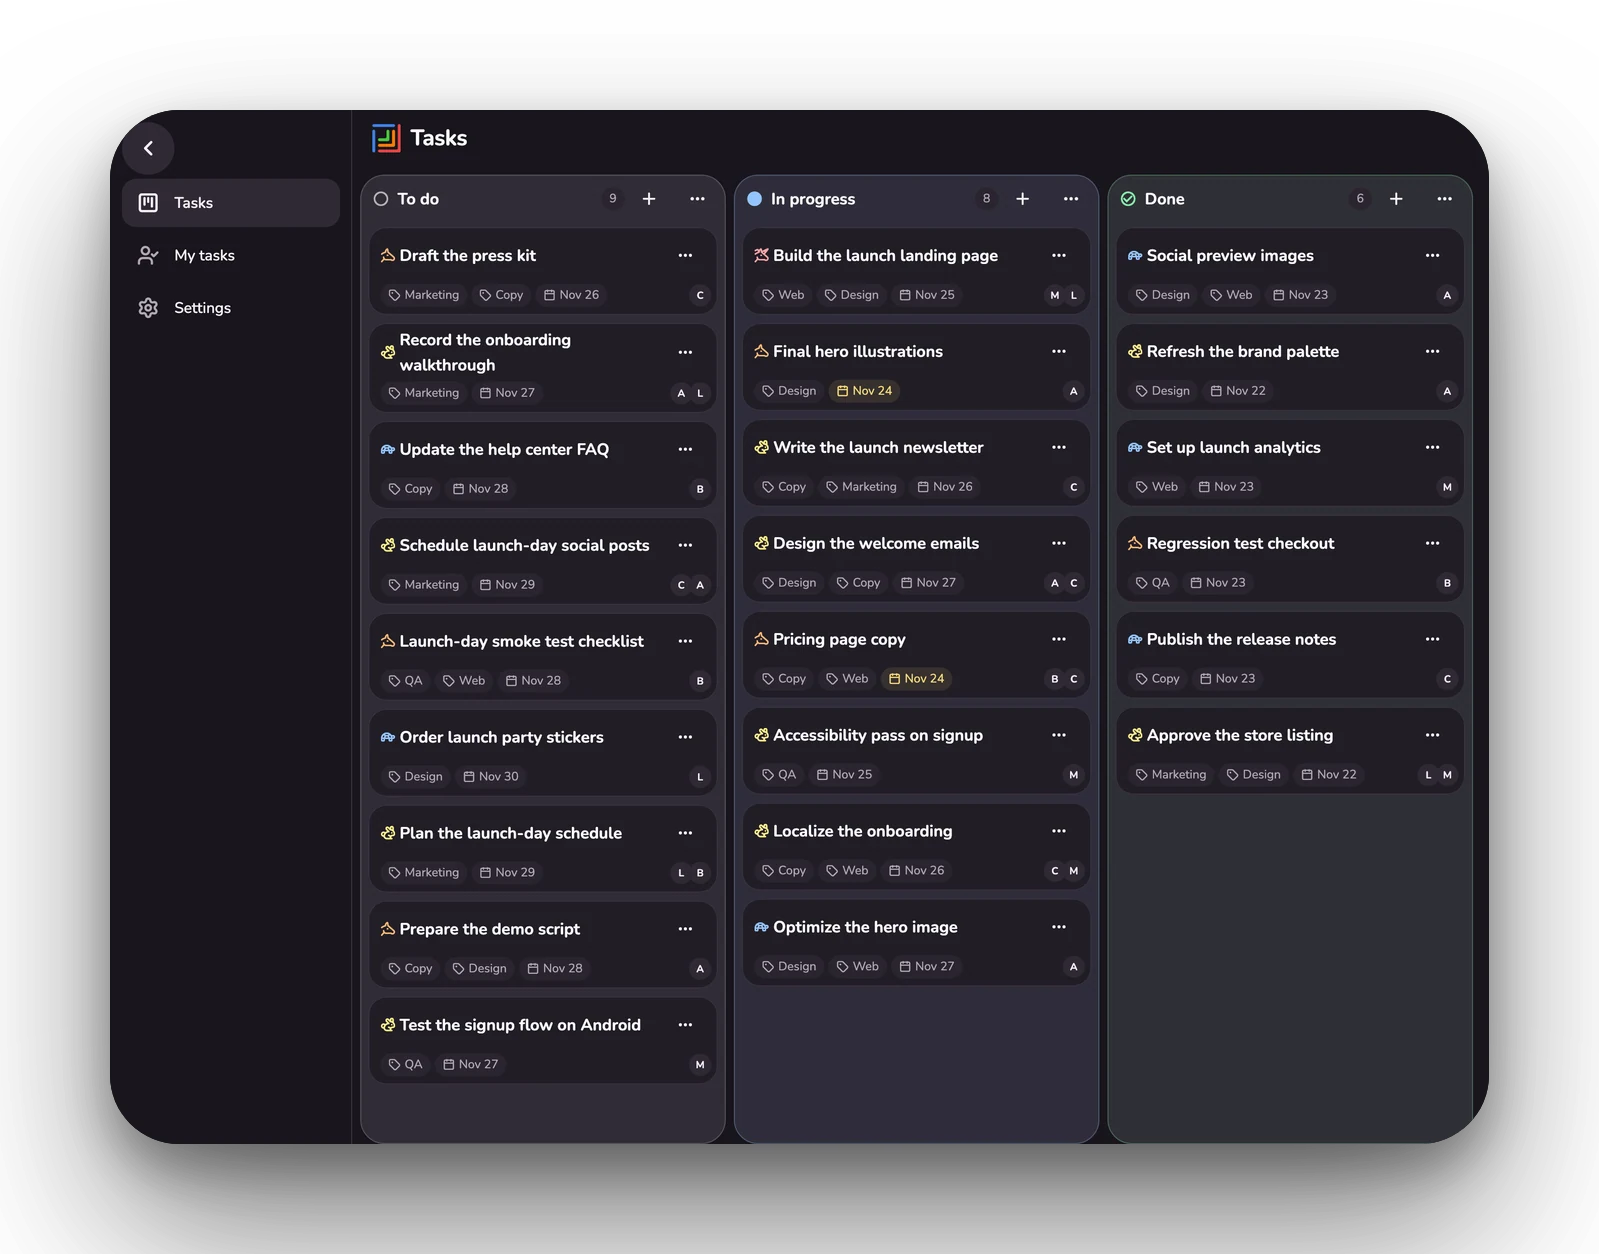 Tasks
My tasks
Settings
Tasks
To do 9
Draft the press kit
Marketing Copy Nov 26 C
Record the onboarding
walkthrough
Marketing Nov 27 A L
Update the help center FAQ
Copy Nov 28 B
Schedule launch-day social posts
Marketing Nov 29 C A
Launch-day smoke test checklist
QA Web Nov 28 B
Order launch party stickers
Design Nov 30 L
Plan the launch-day schedule
Marketing Nov 29 L B
Prepare the demo script
Copy Design Nov 28 A
Test the signup flow on Android
QA Nov 27 M
In progress 8
Build the launch landing page
Web Design Nov 25 M L
Final hero illustrations
Design Nov 24 A
Write the launch newsletter
Copy Marketing Nov 26 C
Design the welcome emails
Design Copy Nov 27 A C
Pricing page copy
Copy Web Nov 24 B C
Accessibility pass on signup
QA Nov 25 M
Localize the onboarding
Copy Web Nov 26 C M
Optimize the hero image
Design Web Nov 27 A
Done 6
Social preview images
Design Web Nov 23 A
Refresh the brand palette
Design Nov 22 A
Set up launch analytics
Web Nov 23 M
Regression test checkout
QA Nov 23 B
Publish the release notes
Copy Nov 23 C
Approve the store listing
Marketing Design Nov 22 L M